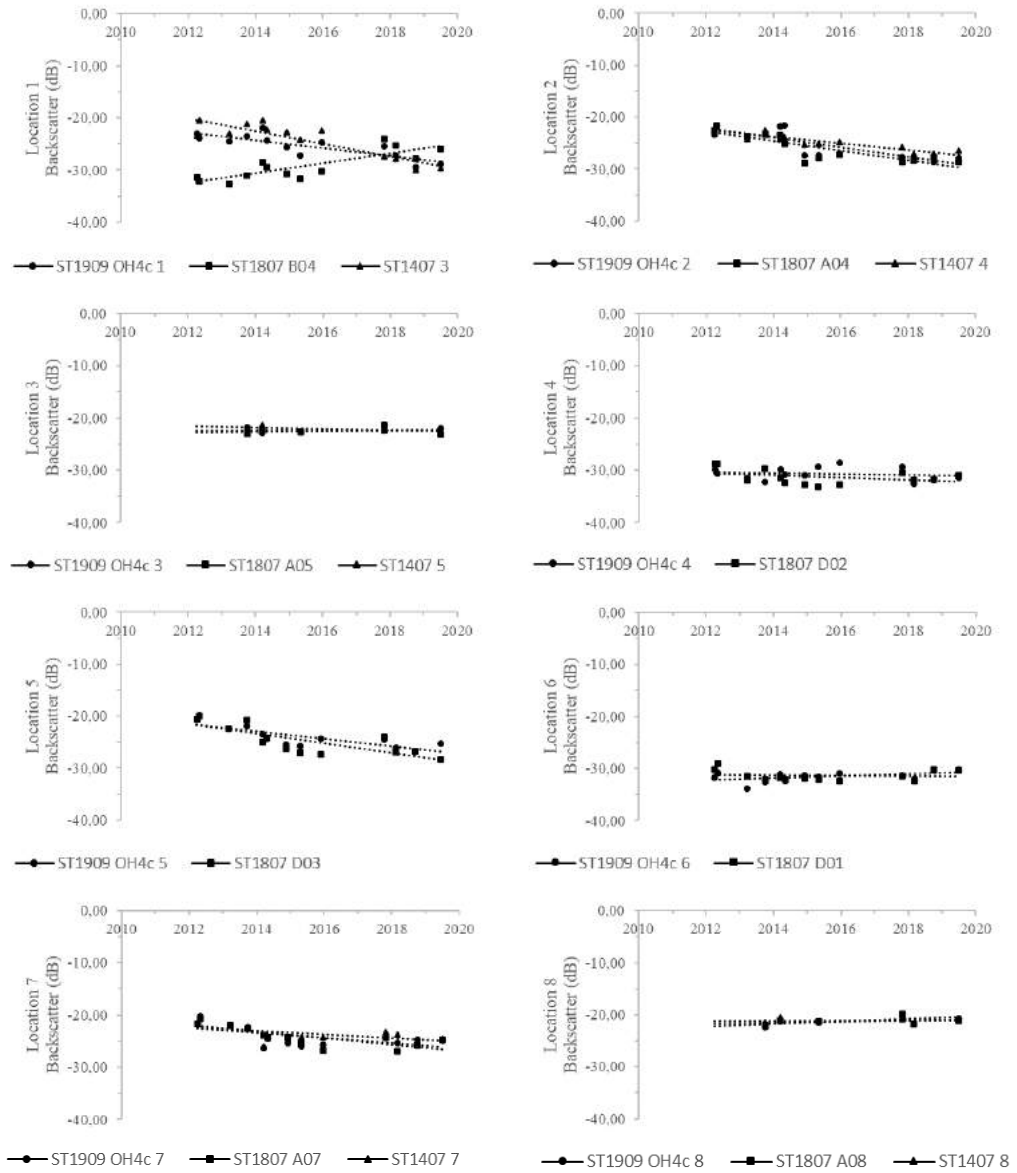 2010 2012 2014 2016 2018 2020
0,00
-10,00
-20,00
-30,00
-40,00
Location 1
Backscatter (dB)
ST1909 OH4c 1 ST1807 B04 ST1407 3
2010 2012 2014 2016 2018 2020
0,00
-10,00
-20,00
-30,00
-40,00
Location 2
Backscatter (dB)
ST1909 OH4c 2 ST1807 A04 ST1407 4
0,00
2010 2012 2014 2016 2018 2020
-10,00
-20,00
-30,00
-40,00
Location 3
Backscatter (dB)
ST1909 OH4c 3 ST1807 A05 ST1407 5
0,00
2010 2012 2014 2016 2018 2020
-10,00
-20,00
-30,00
-40,00
Location 4
Backscatter (dB)
ST1909 OH4c 4 ST1807 D02
0,00
2010 2012 2014 2016 2018 2020
-10,00
-20,00
-30,00
-40,00
Location 5
Backscatter (dB)
ST1909 OH4c 5 ST1807 D03
0,00
2010 2012 2014 2016 2018 2020
-10,00
-20,00
-30,00
-40,00
Location 6
Backscatter (dB)
ST1909 OH4c 6 ST1807 D01
0,00
2010 2012 2014 2016 2018 2020
-10,00
-20,00
-30,00
-40,00
Location 7
Backscatter (dB)
ST1909 OH4c 7 ST1807 A07 ST1407 7
0,00
2010 2012 2014 2016 2018 2020
-10,00
-20,00
-30,00
-40,00
Location 8
Backscatter (dB)
ST1909 OH4c 8 ST1807 A08 ST1407 8